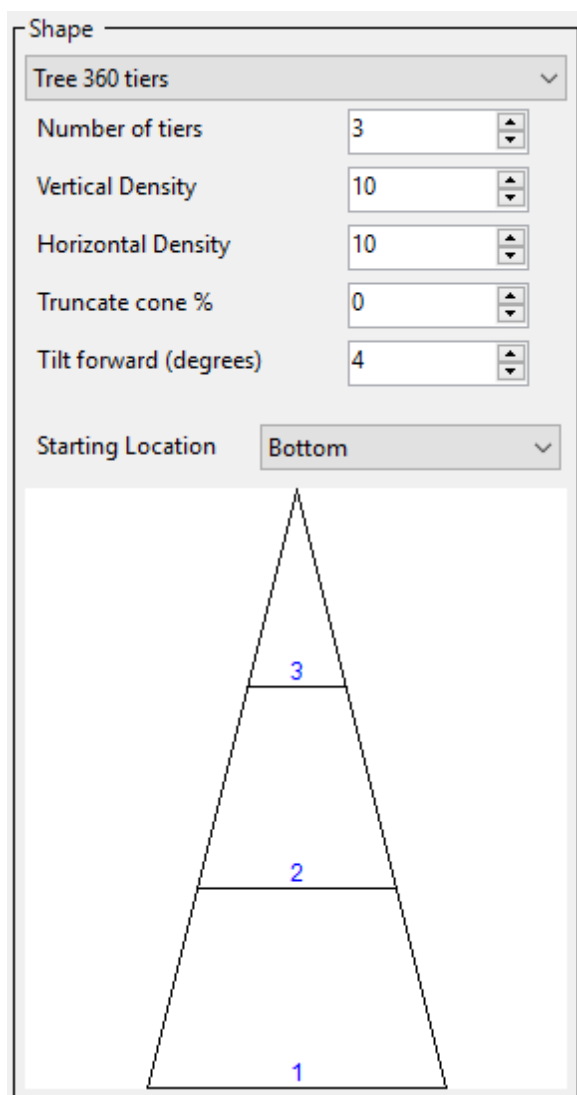 Shape
Tree 360 tiers
Number of tiers 3
Vertical Density 10
Horizontal Density 10
Truncate cone % 0
Tilt forward (degrees) 4
Starting Location Bottom
3
2
1